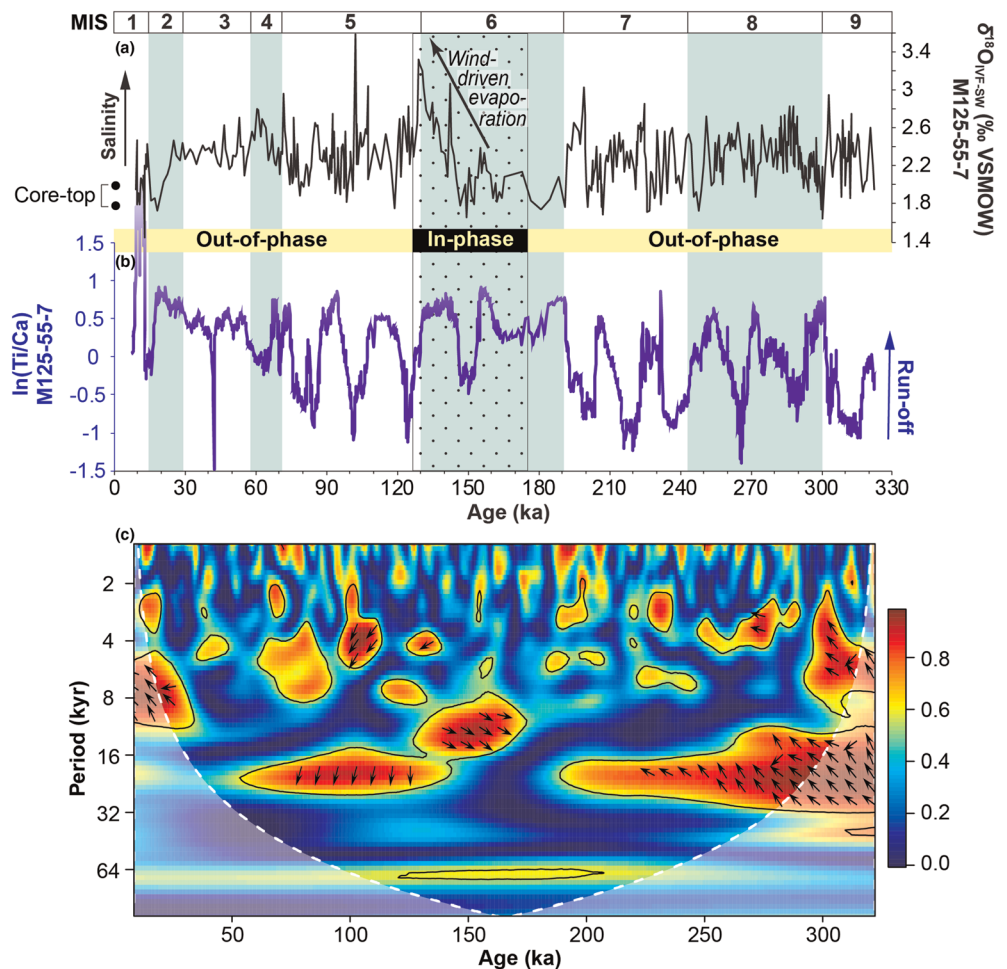 MIS 1 2 3 4 5 6 7 8 9
(a)
Salinity
Core-top
Wind-
driven
evapo-
ration
3.4
3
2.6
2.2
1.8
1.4
δ18OIVF-SW (‰ VSMOW)
M125-55-7
Out-of-phase In-phase Out-of-phase
(b)
ln(Ti/Ca)
M125-55-7
1.5
1
0.5
0
-0.5
-1
-1.5
Run-off
0 30 60 90 120 150 180 210 240 270 300 330
Age (ka)
(c)
Period (kyr)
2
4
8
16
32
64
0.8
0.6
0.4
0.2
0.0
50 100 150 200 250 300
Age (ka)